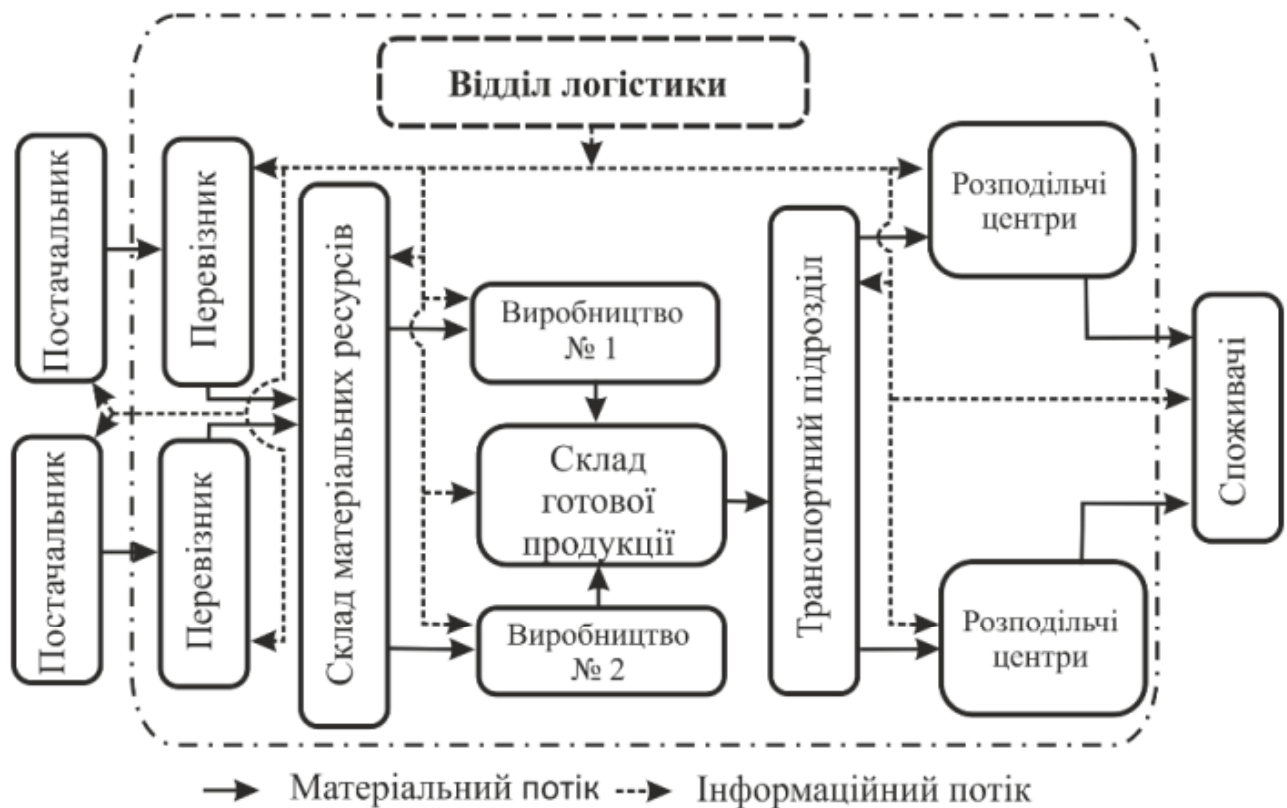 Відділ логістики
Постачальник
Перевізник
Склад матеріальних ресурсів
Виробництво
№ 1
Транспортний підрозділ
Розподільчі
центри
Споживачі
Постачальник
Перевізник
Склад
готової
продукції
Виробництво
№ 2
Розподільчі
центри
Матеріальний потік
Інформаційний потік